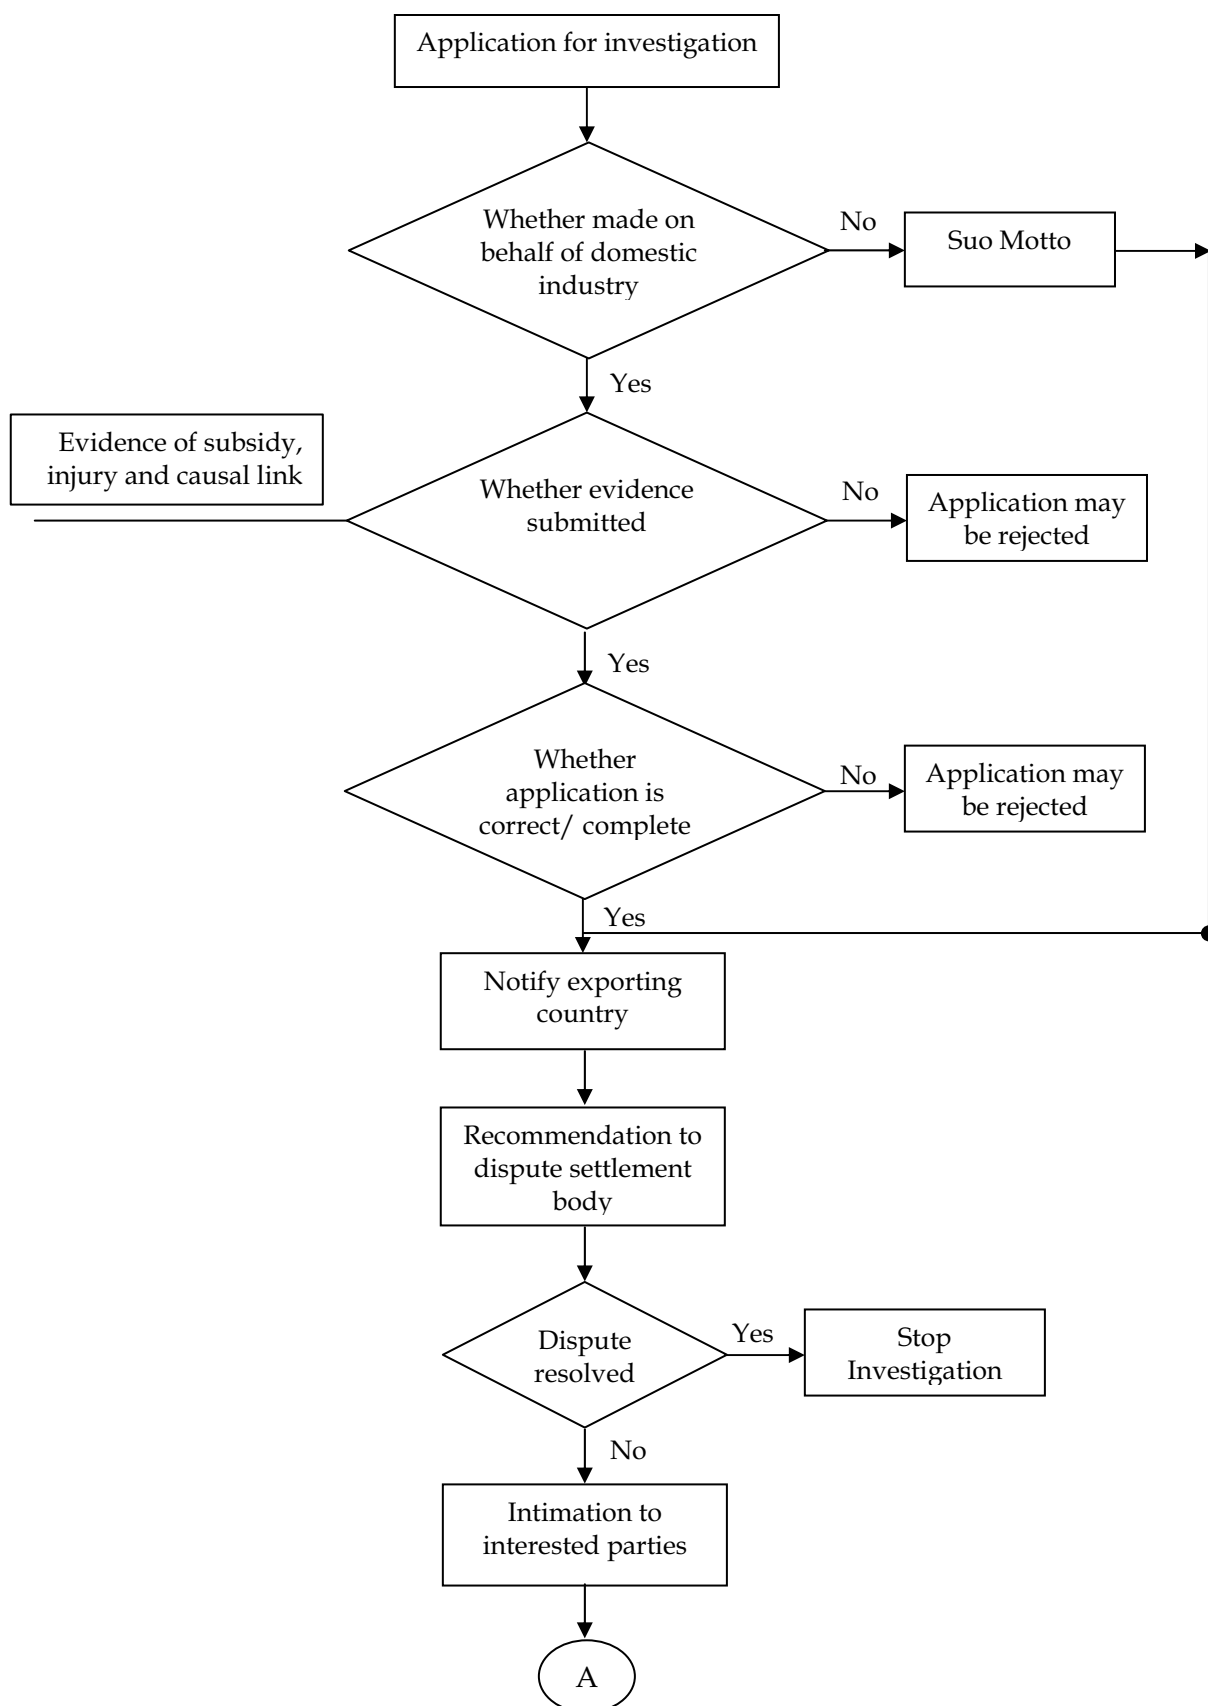 Application for investigation
Whether made on
behalf of domestic
industry
No
Suo Motto
Yes
Evidence of subsidy,
injury and causal link
Whether evidence
submitted
No
Application may
be rejected
Yes
Whether
application is
correct/ complete
No
Application may
be rejected
Yes
Notify exporting
country
Recommendation to
dispute settlement
body
Dispute
resolved
Yes
Stop
Investigation
No
Intimation to
interested parties
A